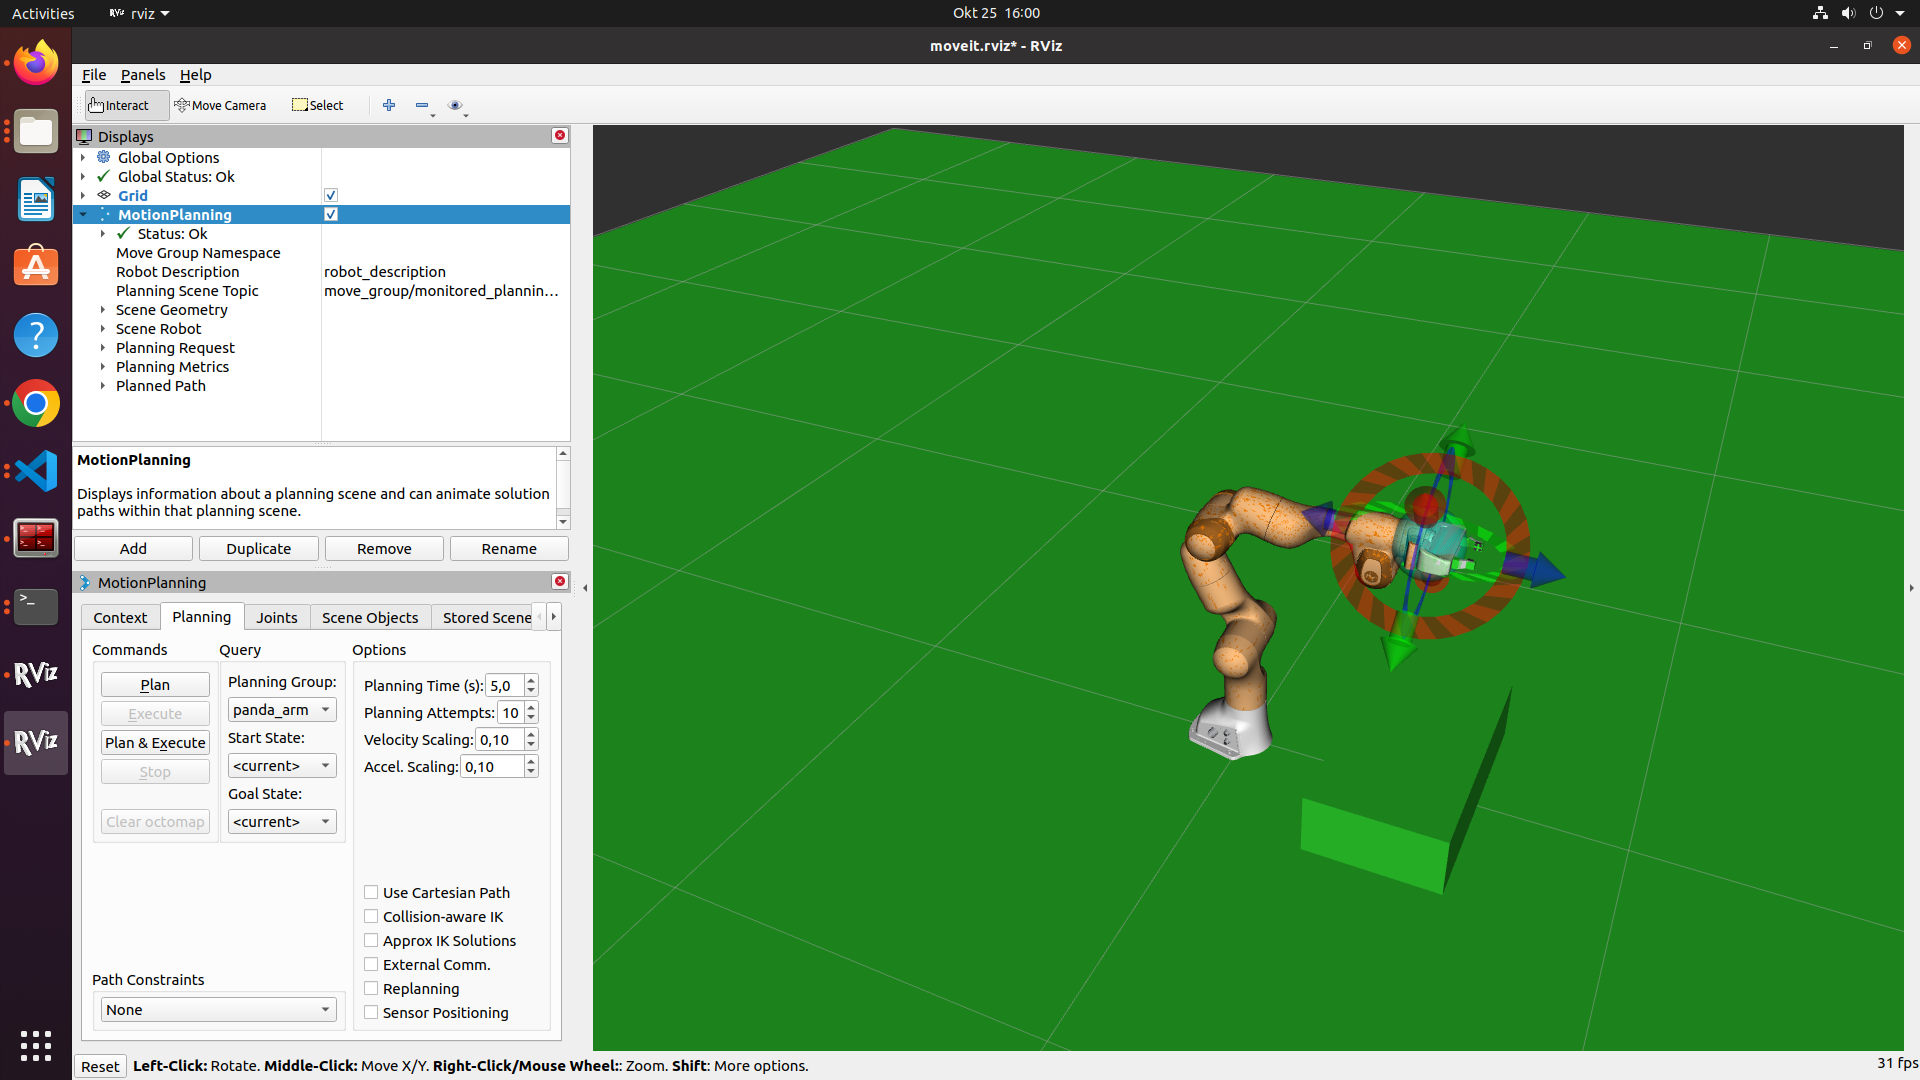 Activities
RViz
rviz
Okt 25 16:00
moveit.rviz* - RViz
File Panels Help
Interact Move Camera Select
Displays
Global Options
Global Status: Ok
Grid
MotionPlanning
Status: Ok
Move Group Namespace
Robot Description robot_description
Planning Scene Topic move_group/monitored_plannin…
Scene Geometry
Scene Robot
Planning Request
Planning Metrics
Planned Path
MotionPlanning
Displays information about a planning scene and can animate solution
paths within that planning scene.
Add Duplicate Remove Rename
MotionPlanning
Context Planning Joints Scene Objects Stored Scene
Commands Query Options
Plan
Execute
Plan & Execute
Stop
Clear octomap
Planning Group:
panda_arm
Start State:
<current>
Goal State:
<current>
Planning Time (s): 5,0
Planning Attempts: 10
Velocity Scaling: 0,10
Accel. Scaling: 0,10
Use Cartesian Path
Collision-aware IK
Approx IK Solutions
External Comm.
Replanning
Sensor Positioning
Path Constraints
None
RViz
RViz
Reset Left-Click: Rotate. Middle-Click: Move X/Y. Right-Click/Mouse Wheel:: Zoom. Shift: More options.
31 fps